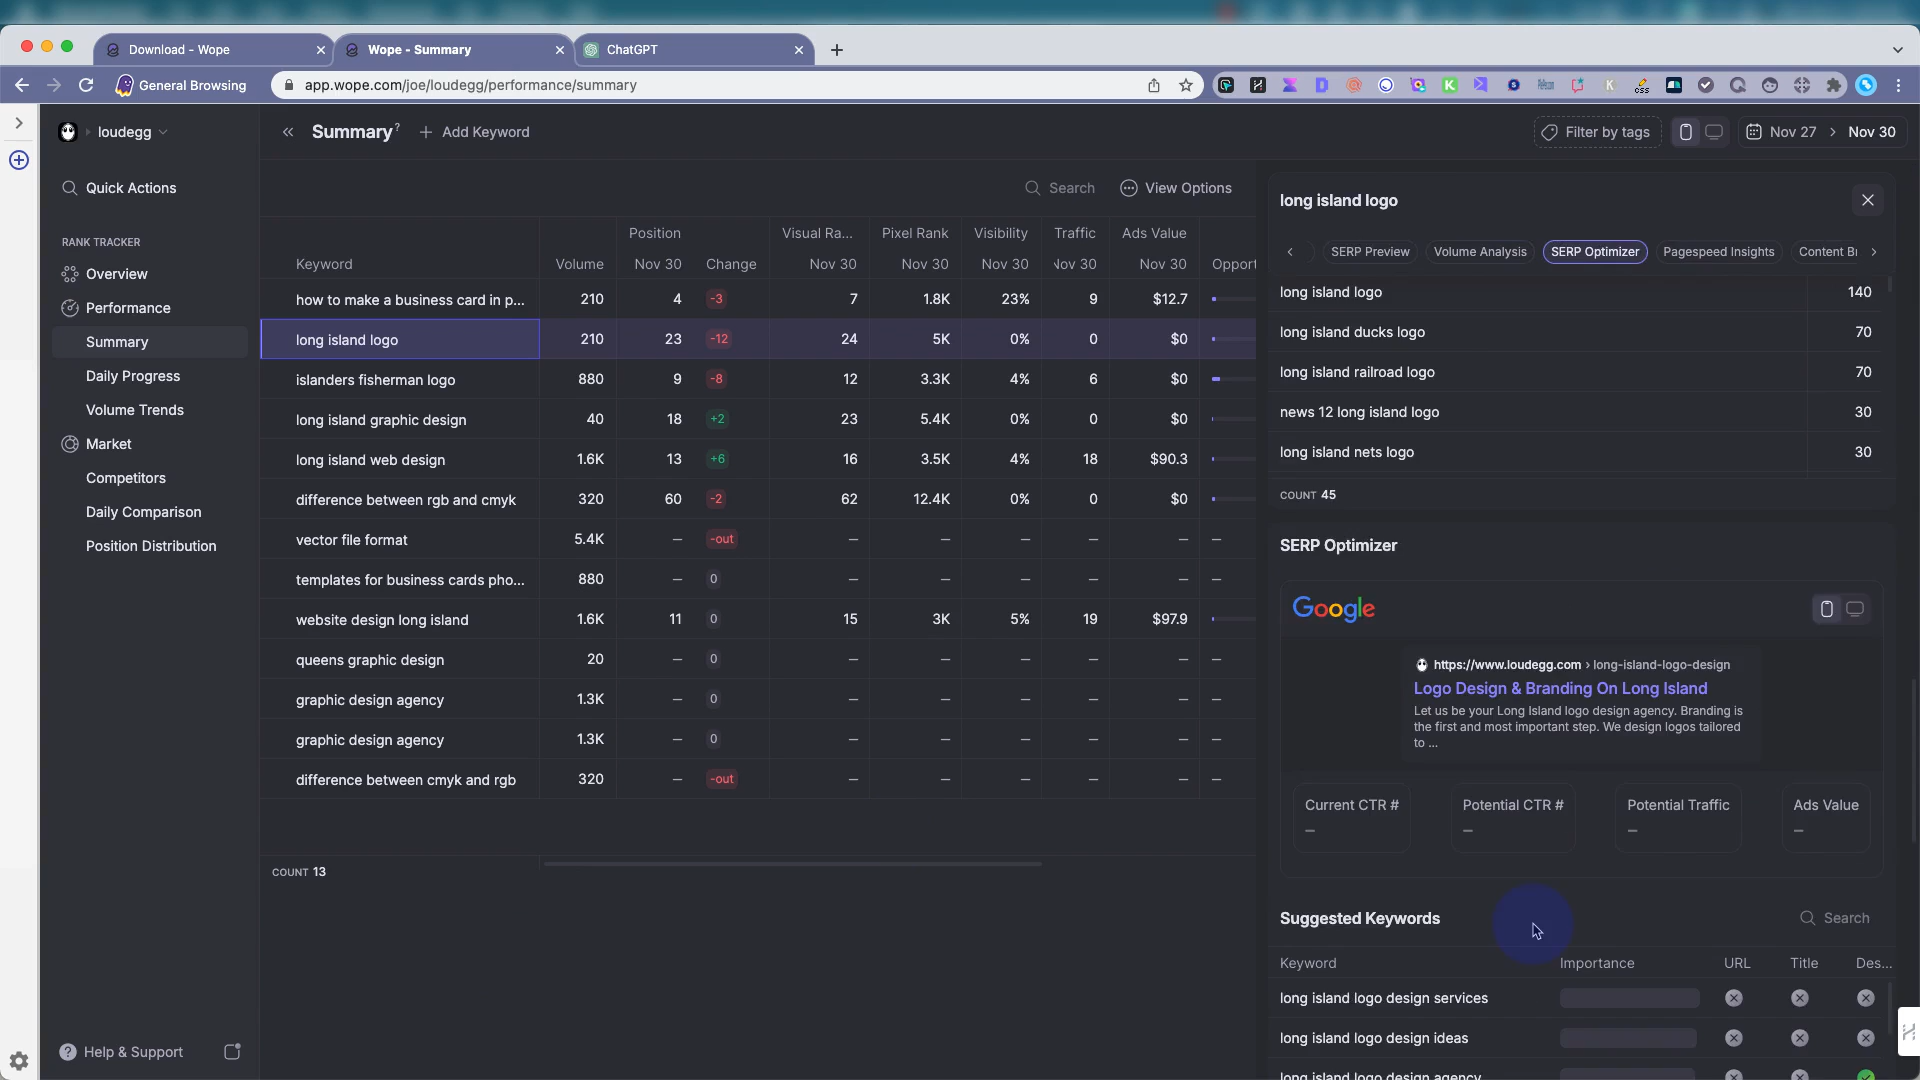 Download - Wope
Wope - Summary
ChatGPT
General Browsing
app.wope.com/joe/loudegg/performance/summary
loudegg
Summary?
Add Keyword
Filter by tags
Nov 27 > Nov 30
Quick Actions
RANK TRACKER
Overview
Performance
Summary
Daily Progress
Volume Trends
Market
Competitors
Daily Comparison
Position Distribution
Help & Support
Search
View Options
Position
Visual Ra...
Pixel Rank
Visibility
Traffic
Ads Value
Keyword
Volume
Nov 30
Change
Nov 30
Nov 30
Nov 30
Nov 30
Nov 30
Opport
how to make a business card in p... 210 4 -3 7 1.8K 23% 9 $12.7
long island logo 210 23 -12 24 5K 0% 0 $0
islanders fisherman logo 880 9 -8 12 3.3K 4% 6 $0
long island graphic design 40 18 +2 23 5.4K 0% 0 $0
long island web design 1.6K 13 +6 16 3.5K 4% 18 $90.3
difference between rgb and cmyk 320 60 -2 62 12.4K 0% 0 $0
vector file format 5.4K – -out – – – – – –
templates for business cards pho... 880 – 0 – – – – – –
website design long island 1.6K 11 0 15 3K 5% 19 $97.9
queens graphic design 20 – 0 – – – – – –
graphic design agency 1.3K – 0 – – – – – –
graphic design agency 1.3K – 0 – – – – – –
difference between cmyk and rgb 320 – -out – – – – – –
COUNT 13
long island logo
SERP Preview
Volume Analysis
SERP Optimizer
Pagespeed Insights
Content Br
long island logo 140
long island ducks logo 70
long island railroad logo 70
news 12 long island logo 30
long island nets logo 30
COUNT 45
SERP Optimizer
Google
https://www.loudegg.com › long-island-logo-design
Logo Design & Branding On Long Island
Let us be your Long Island logo design agency. Branding is
the first and most important step. We design logos tailored
to ...
Current CTR #
–
Potential CTR #
–
Potential Traffic
–
Ads Value
–
Suggested Keywords
Search
Keyword Importance URL Title Des...
long island logo design services
long island logo design ideas
long island logo design agency